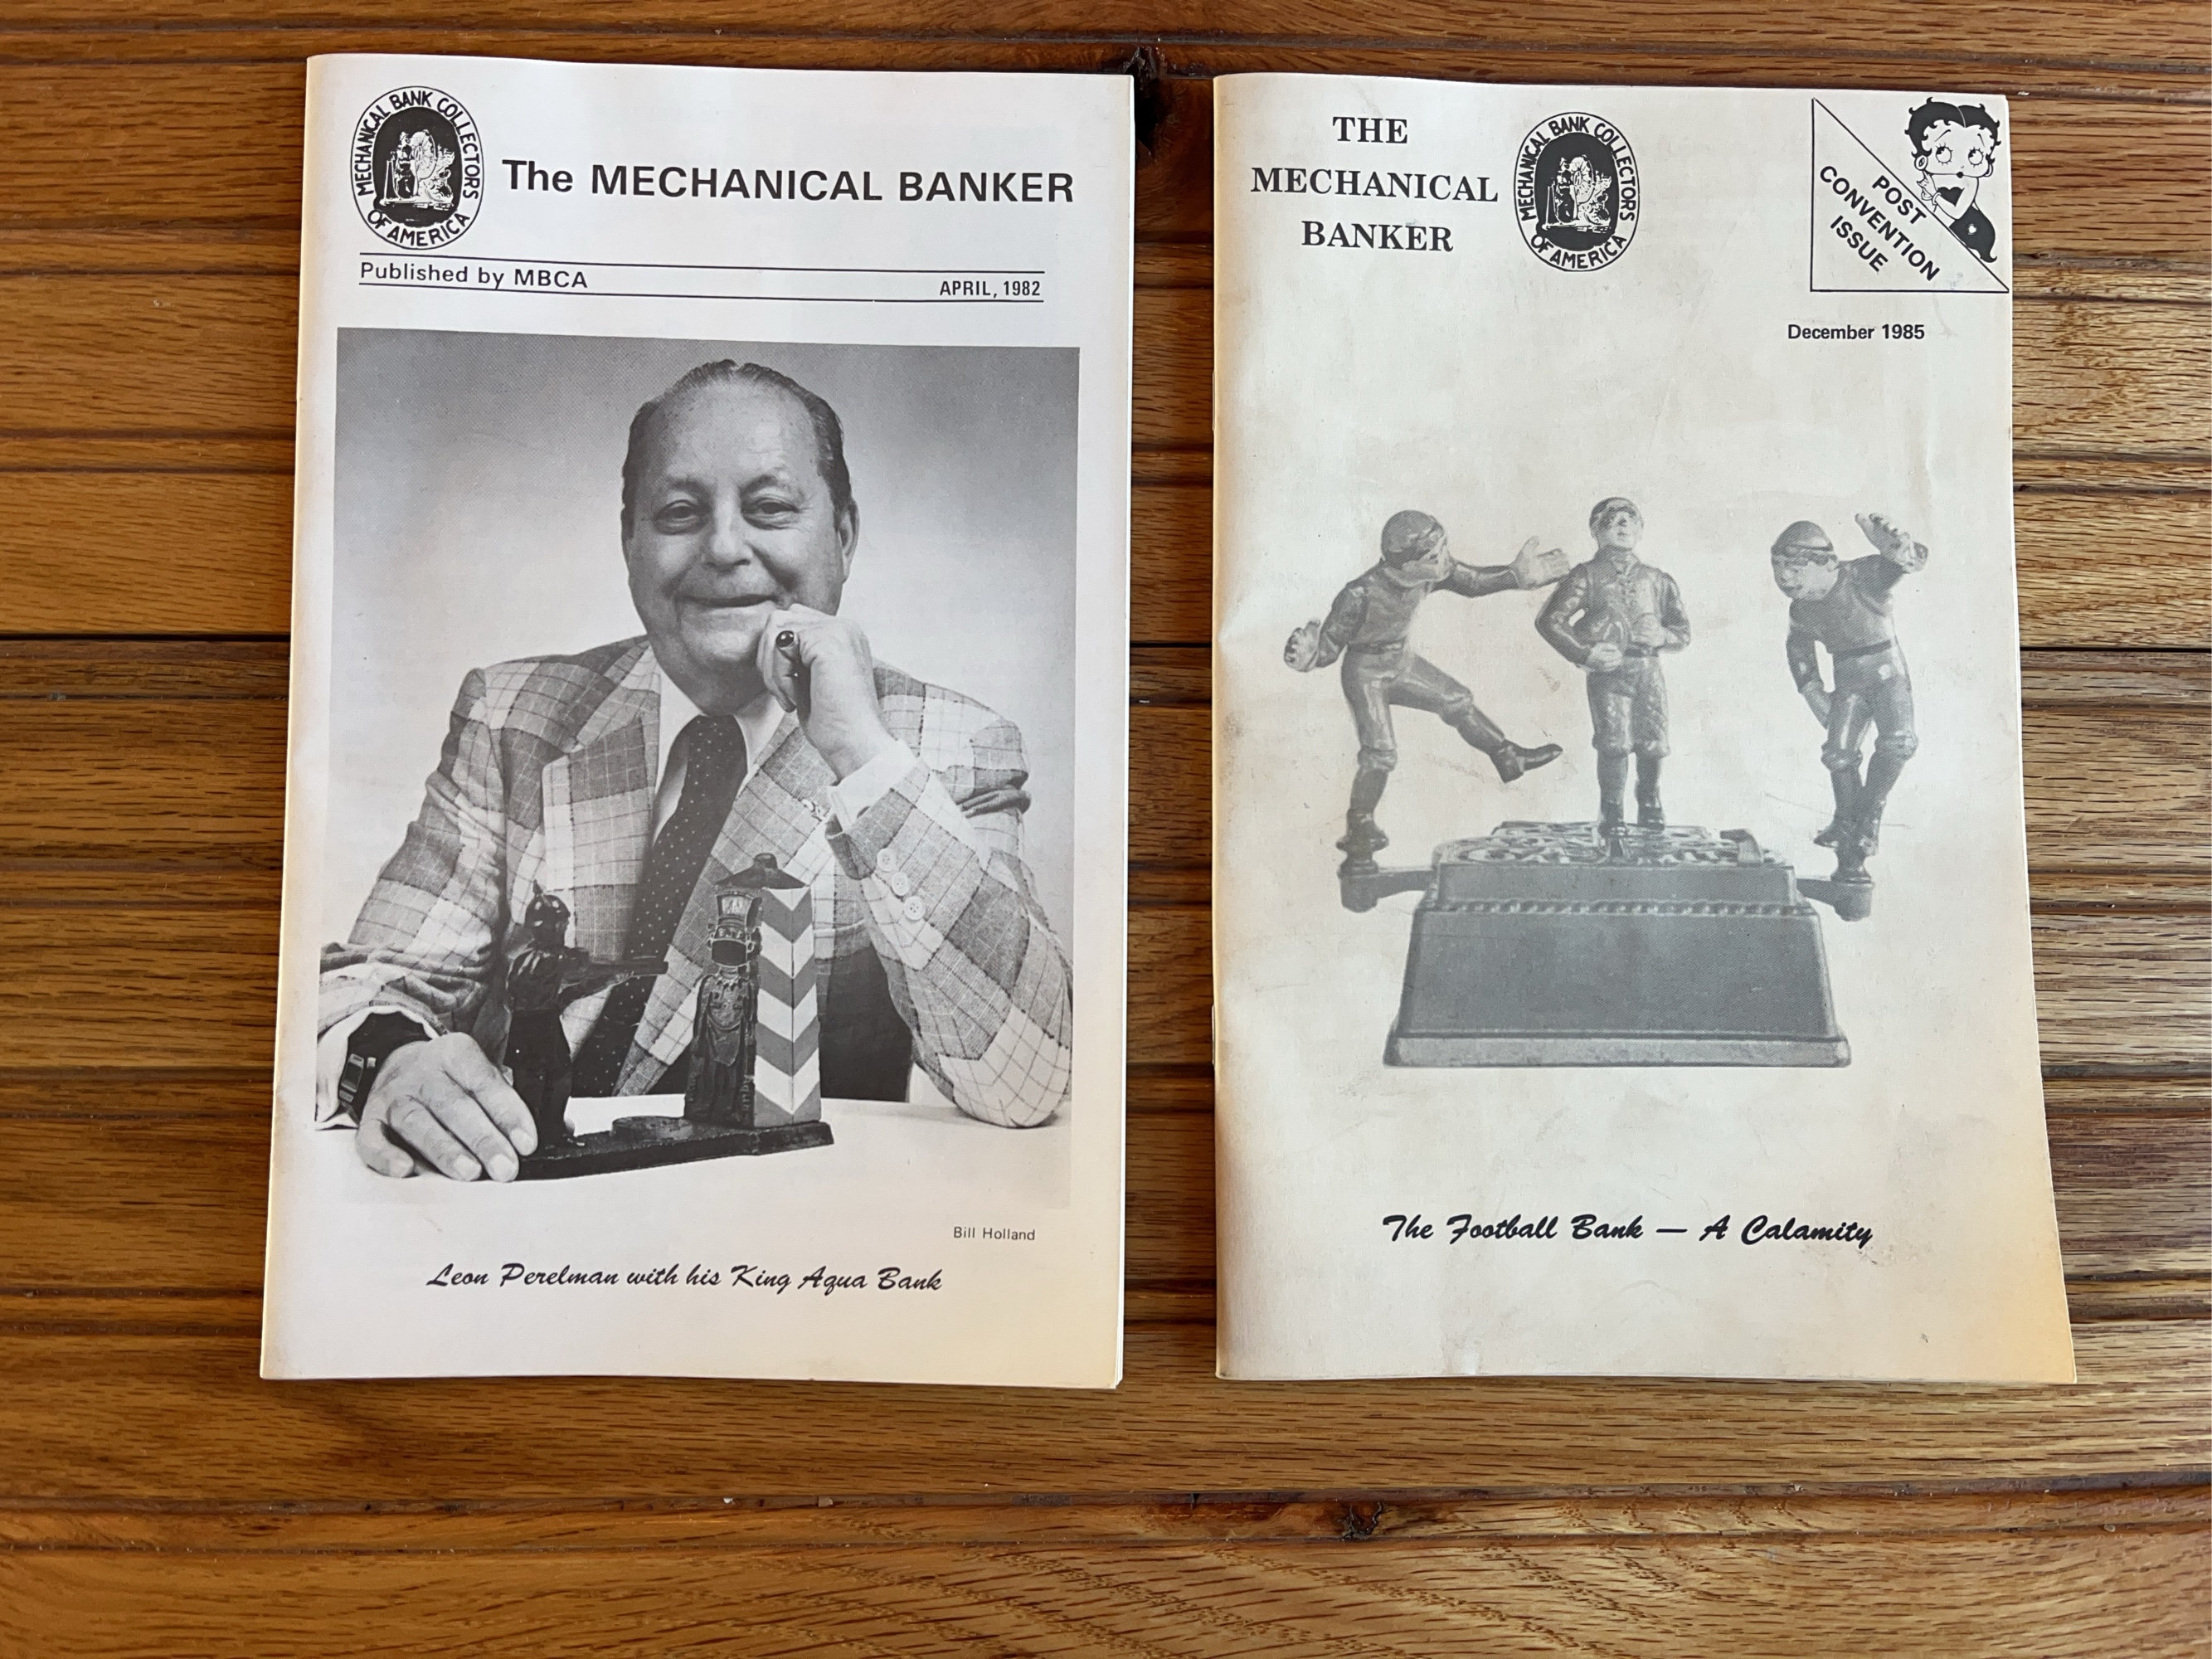 MECHANICAL BANK COLLECTORS
OF AMERICA
The MECHANICAL BANKER
Published by MBCA
APRIL, 1982
Bill Holland
Leon Perelman with his King Aqua Bank
THE
MECHANICAL
BANKER
MECHANICAL BANK COLLECTORS
OF AMERICA
POST
CONVENTION
ISSUE
December 1985
The Football Bank — A Calamity